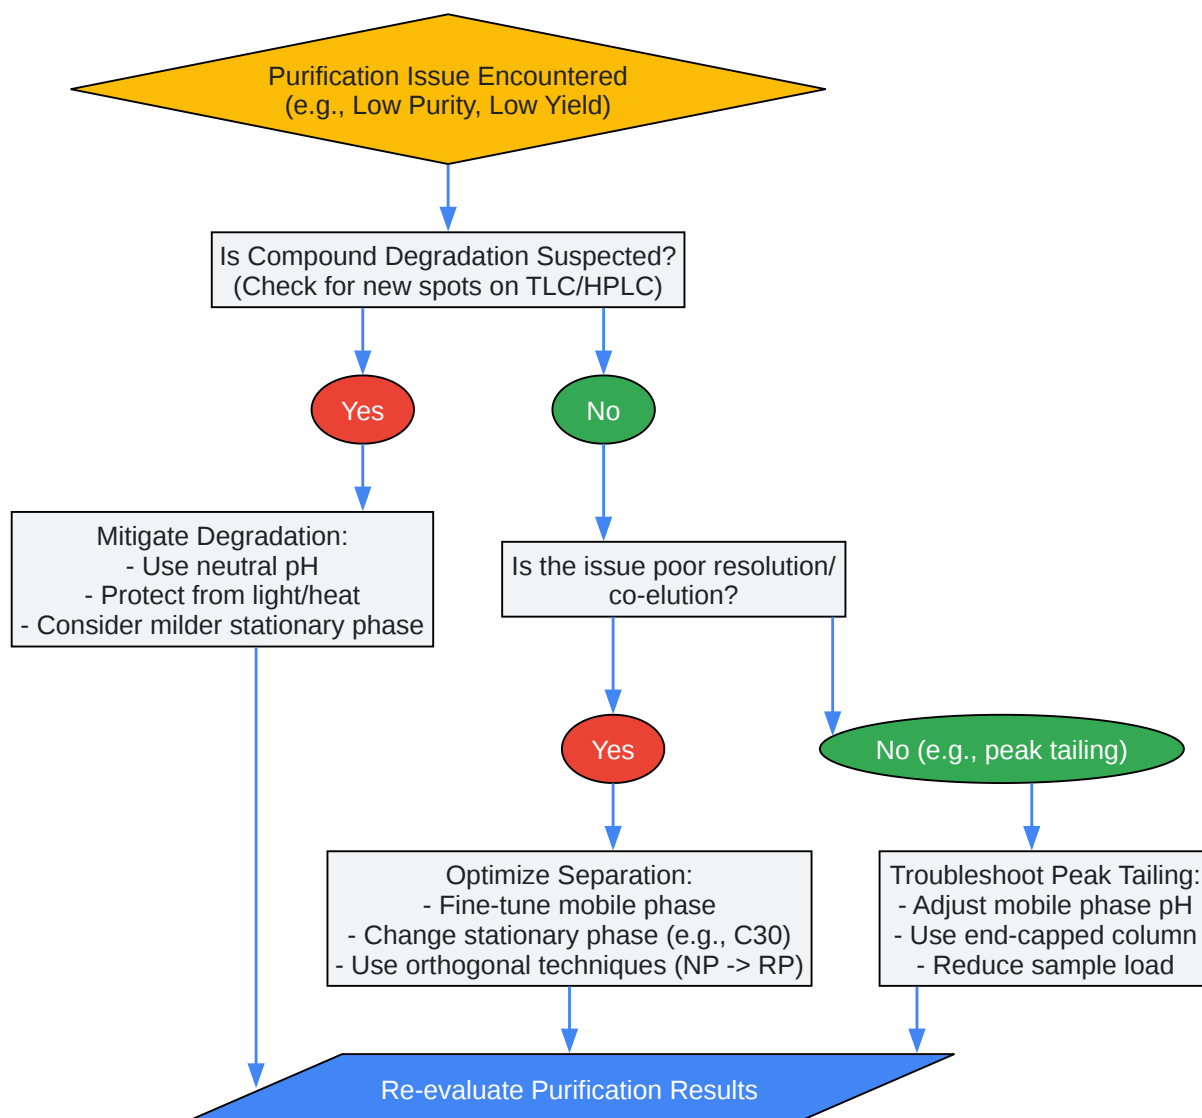 Purification Issue Encountered
(e.g., Low Purity, Low Yield)
Is Compound Degradation Suspected?
(Check for new spots on TLC/HPLC)
Yes
No
Mitigate Degradation:
- Use neutral pH
- Protect from light/heat
- Consider milder stationary phase
Is the issue poor resolution/
co-elution?
Yes
No (e.g., peak tailing)
Optimize Separation:
- Fine-tune mobile phase
- Change stationary phase (e.g., C30)
- Use orthogonal techniques (NP -> RP)
Troubleshoot Peak Tailing:
- Adjust mobile phase pH
- Use end-capped column
- Reduce sample load
Re-evaluate Purification Results